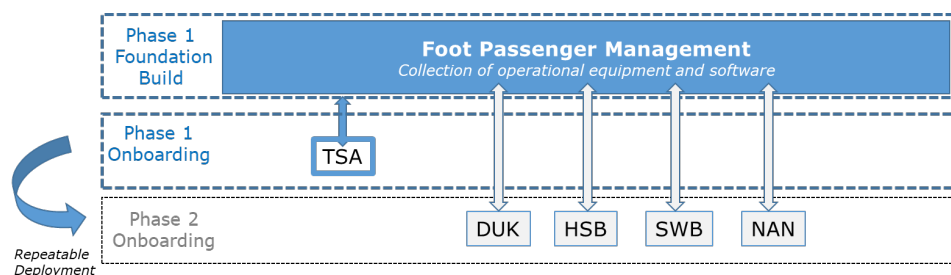 Phase 1
Foundation
Build
Foot Passenger Management
Collection of operational equipment and software
Phase 1
Onboarding
TSA
Phase 2
Onboarding
DUK
HSB
SWB
NAN
Repeatable
Deployment